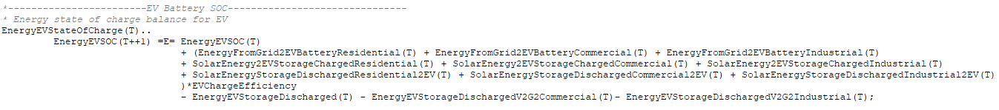 *------------------------EV Battery SOC-------------------------------
* Energy state of charge balance for EV
EnergyEVStateOfCharge(T)..
EnergyEVSOC(T++1) =E= EnergyEVSOC(T)
+ (EnergyFromGrid2EVBatteryResidential(T) + EnergyFromGrid2EVBatteryCommercial(T) + EnergyFromGrid2EVBatteryIndustrial(T)
+ SolarEnergy2EVStorageChargedResidential(T) + SolarEnergy2EVStorageChargedCommercial(T) + SolarEnergy2EVStorageChargedIndustrial(T)
+ SolarEnergyStorageDischargedResidential2EV(T) + SolarEnergyStorageDischargedCommercial2EV(T) + SolarEnergyStorageDischargedIndustrial2EV(T)
)*EVChargeEfficiency
- EnergyEVStorageDischarged(T) - EnergyEVStorageDischargedV2G2Commercial(T)- EnergyEVStorageDischargedV2G2Industrial(T);